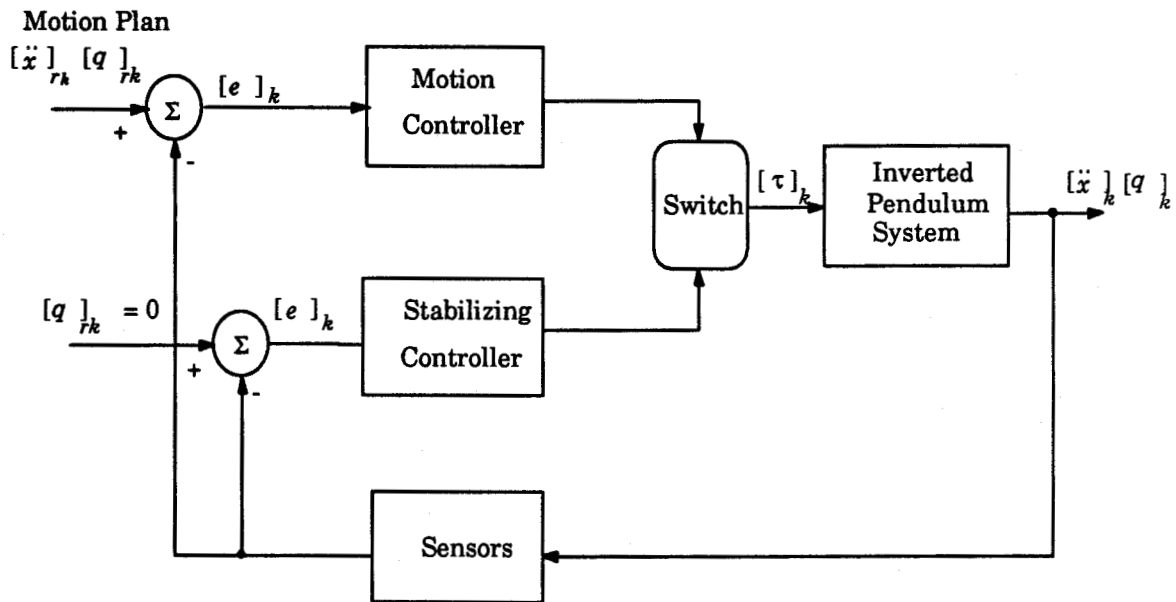 Motion Plan
[ẍ]rk [q]rk
+
Σ
-
[e]k
Motion
Controller
Switch
[τ]k
Inverted
Pendulum
System
[ẍ]k [q]k
[q]rk = 0
+
Σ
-
[e]k
Stabilizing
Controller
Sensors